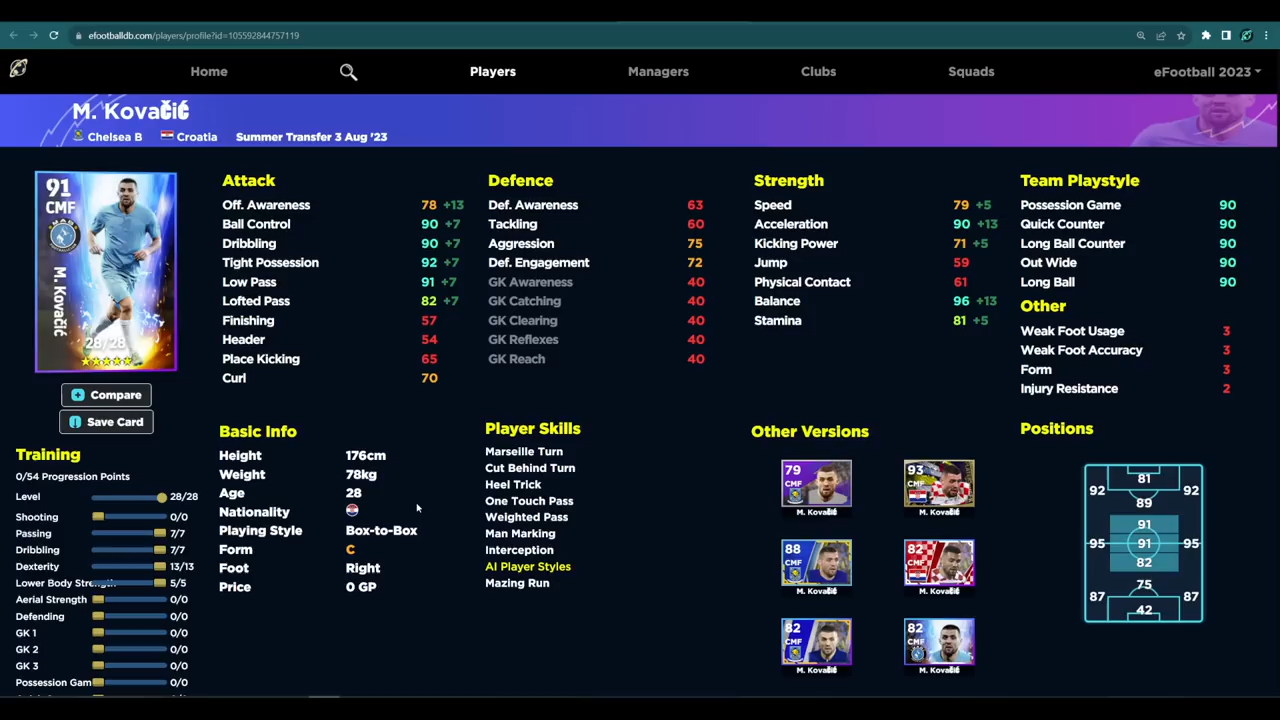 efootballdb.com/players/profile?id=105592844757119
Home
Players
Managers
Clubs
Squads
eFootball 2023
M. Kovačić
Chelsea B
Croatia
Summer Transfer 3 Aug '23
91
CMF
M. Kovačić
28/28
Compare
Save Card
Training
0/54 Progression Points
Level 28/28
Shooting 0/0
Passing 7/7
Dribbling 7/7
Dexterity 13/13
Lower Body Strength 5/5
Aerial Strength 0/0
Defending 0/0
GK 1 0/0
GK 2 0/0
GK 3 0/0
Possession Gam 0/0
Attack
Off. Awareness 78 +13
Ball Control 90 +7
Dribbling 90 +7
Tight Possession 92 +7
Low Pass 91 +7
Lofted Pass 82 +7
Finishing 57
Header 54
Place Kicking 65
Curl 70
Defence
Def. Awareness 63
Tackling 60
Aggression 75
Def. Engagement 72
GK Awareness 40
GK Catching 40
GK Clearing 40
GK Reflexes 40
GK Reach 40
Strength
Speed 79 +5
Acceleration 90 +13
Kicking Power 71 +5
Jump 59
Physical Contact 61
Balance 96 +13
Stamina 81 +5
Team Playstyle
Possession Game 90
Quick Counter 90
Long Ball Counter 90
Out Wide 90
Long Ball 90
Other
Weak Foot Usage 3
Weak Foot Accuracy 3
Form 3
Injury Resistance 2
Basic Info
Height 176cm
Weight 78kg
Age 28
Nationality
Playing Style Box-to-Box
Form C
Foot Right
Price 0 GP
Player Skills
Marseille Turn
Cut Behind Turn
Heel Trick
One Touch Pass
Weighted Pass
Man Marking
Interception
AI Player Styles
Mazing Run
Other Versions
79
CMF
M. Kovačić
93
CMF
M. Kovačić
88
CMF
M. Kovačić
82
CMF
M. Kovačić
82
CMF
M. Kovačić
82
CMF
M. Kovačić
Positions
81
92 92
89
91
95 91 95
82
75
87 87
42